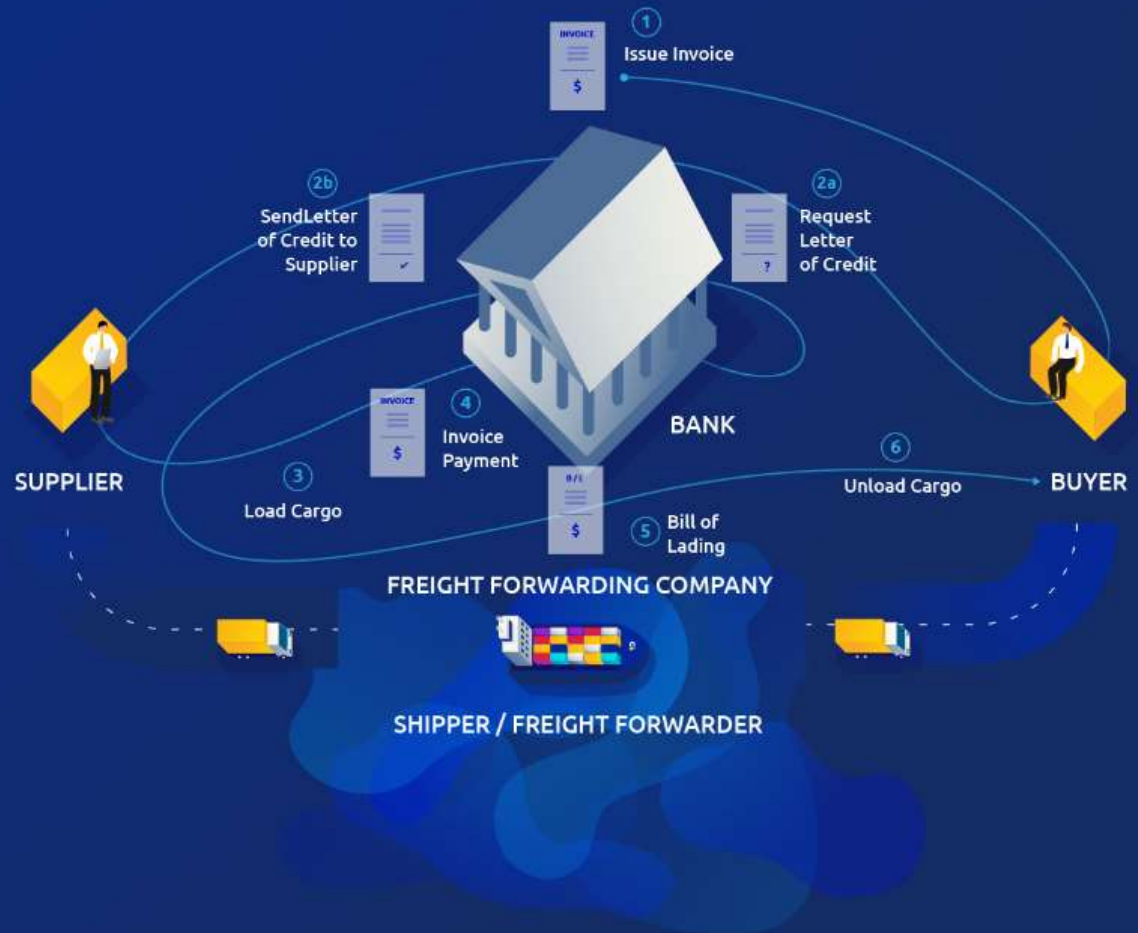 1
Issue Invoice
INVOICE
$
2b
SendLetter
of Credit to
Supplier
2a
Request
Letter
of Credit
?
SUPPLIER
BANK
BUYER
INVOICE
$
4
Invoice
Payment
3
Load Cargo
6
Unload Cargo
B/L
$
5
Bill of
Lading
FREIGHT FORWARDING COMPANY
SHIPPER / FREIGHT FORWARDER